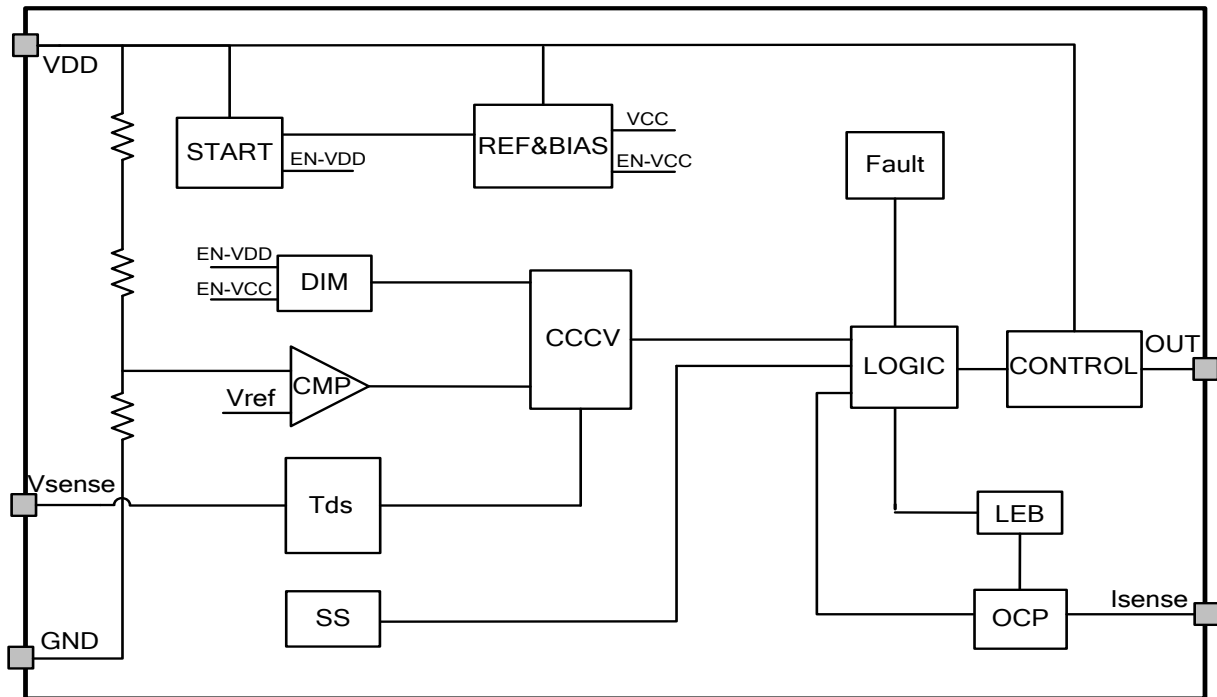 VDD
START
EN-VDD
REF&BIAS
VCC
EN-VCC
Fault
EN-VDD
EN-VCC
DIM
CCCV
CMP
Vref
LOGIC
CONTROL
OUT
Vsense
Tds
LEB
SS
OCP
Isense
GND